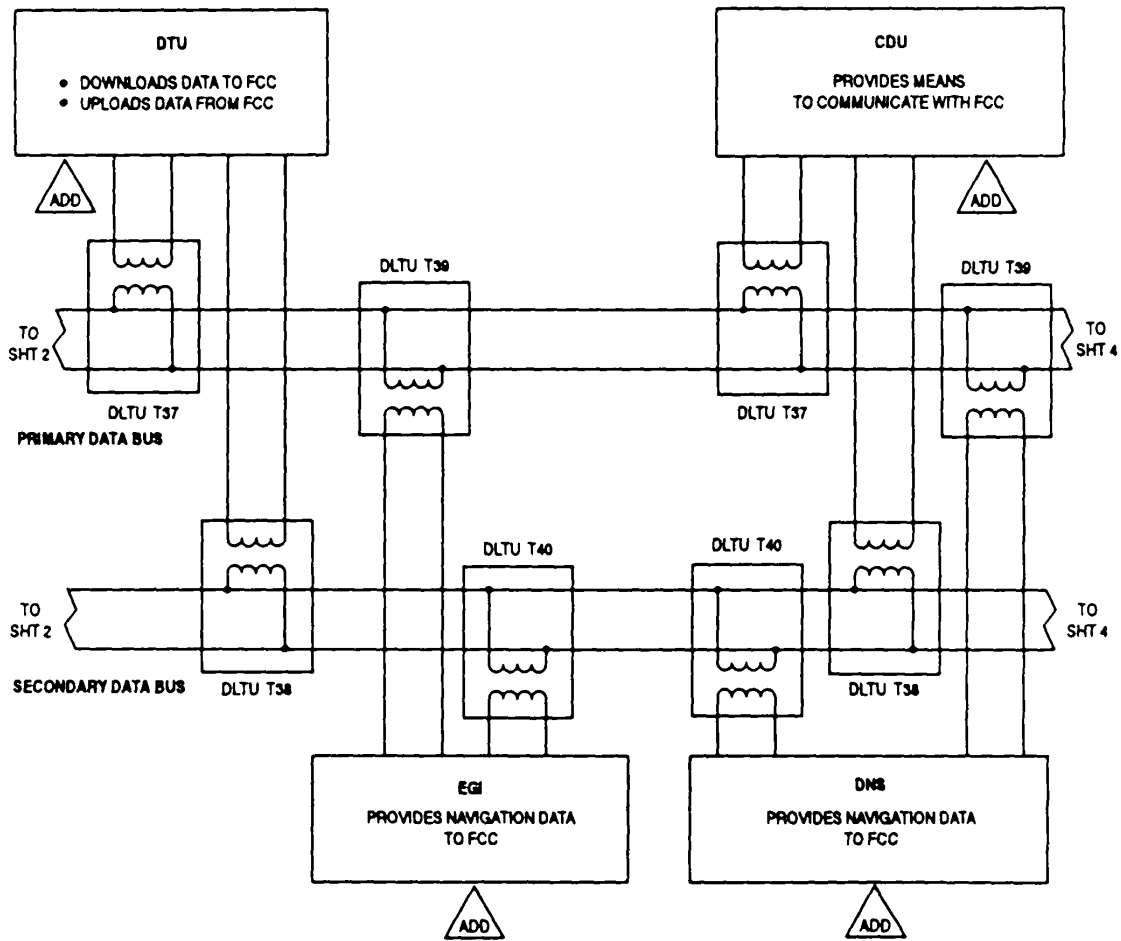 DTU
• DOWNLOADS DATA TO FCC
• UPLOADS DATA FROM FCC
ADD
CDU
PROVIDES MEANS
TO COMMUNICATE WITH FCC
ADD
DLTU T39
DLTU T39
TO
SHT 2
TO
SHT 4
DLTU T37
DLTU T37
PRIMARY DATA BUS
DLTU T40
DLTU T40
TO
SHT 2
TO
SHT 4
SECONDARY DATA BUS
DLTU T38
DLTU T38
EGI
PROVIDES NAVIGATION DATA
TO FCC
ADD
DNS
PROVIDES NAVIGATION DATA
TO FCC
ADD